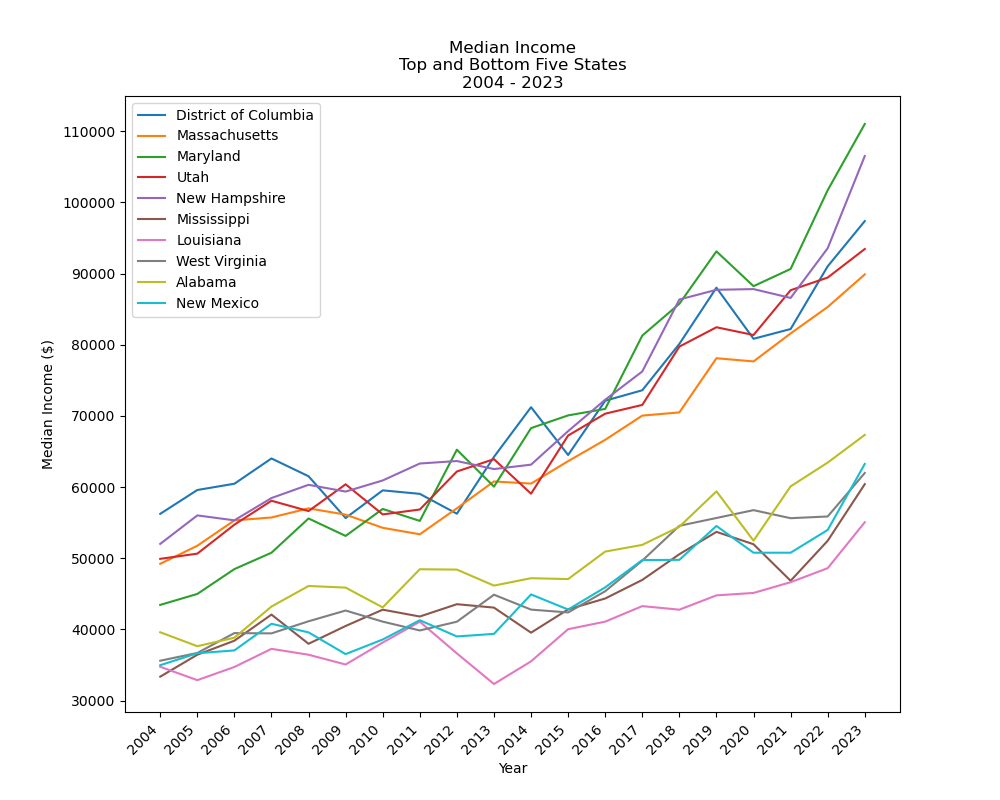 Median Income
Top and Bottom Five States
2004 - 2023
District of Columbia
Massachusetts
Maryland
Utah
New Hampshire
Mississippi
Louisiana
West Virginia
Alabama
New Mexico
110000
100000
90000
80000
70000
60000
50000
40000
30000
Median Income ($)
2004 2005 2006 2007 2008 2009 2010 2011 2012 2013 2014 2015 2016 2017 2018 2019 2020 2021 2022 2023
Year